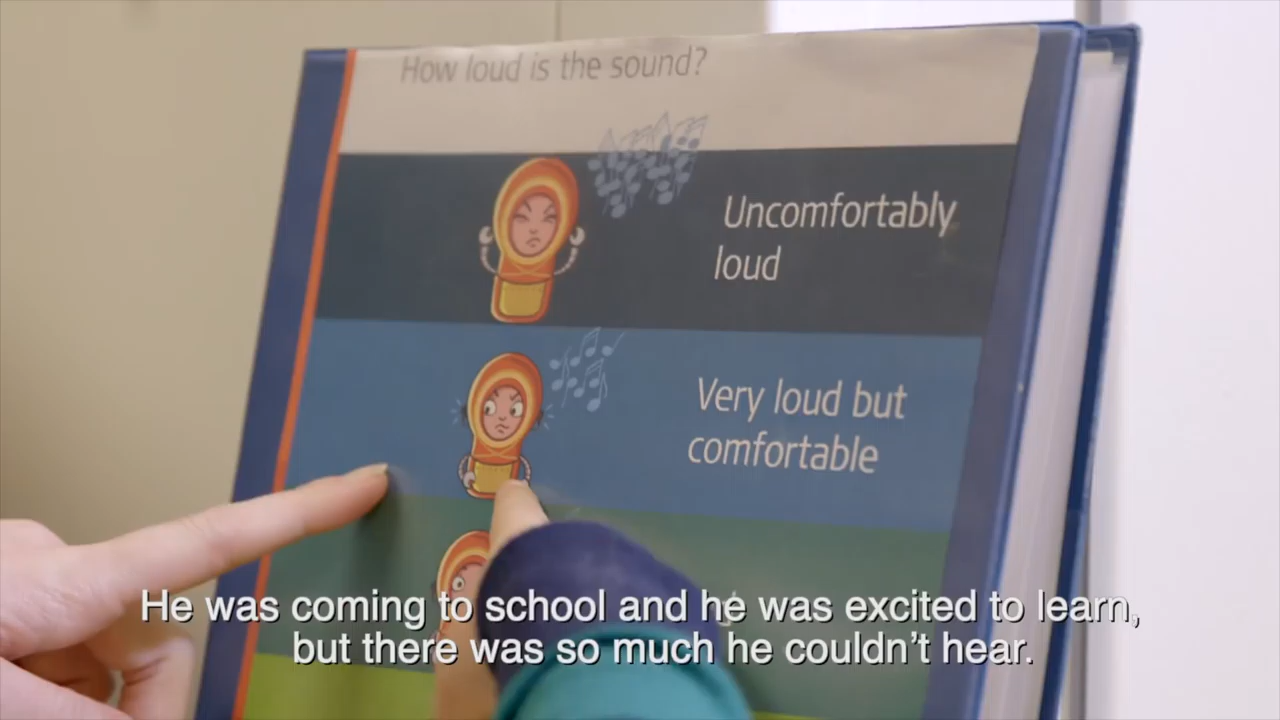 How loud is the sound?
Uncomfortably
loud
Very loud but
comfortable
He was coming to school and he was excited to learn,
but there was so much he couldn't hear.